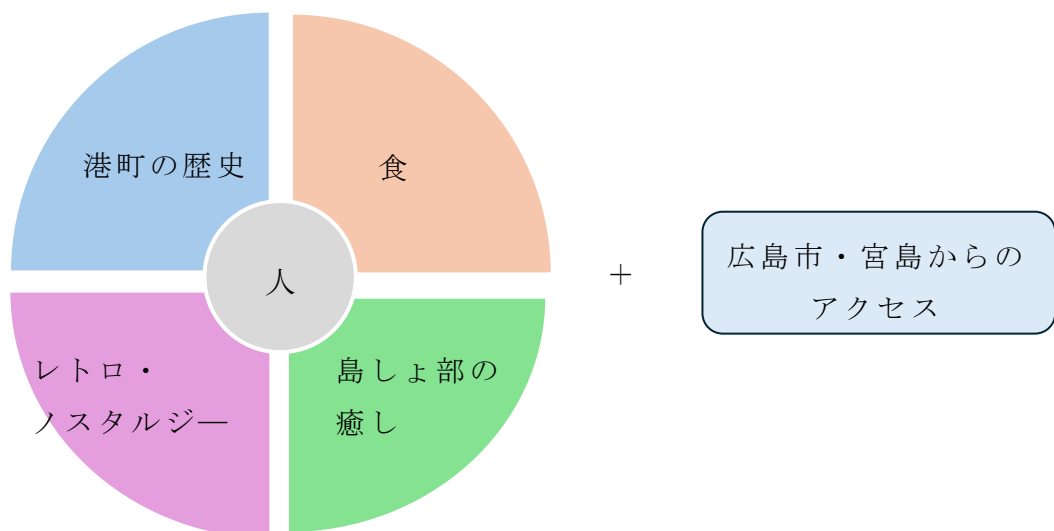 港町の歴史
食
人
レトロ・
ノスタルジ―
島しょ部の
癒し
+
広島市・宮島からの
アクセス